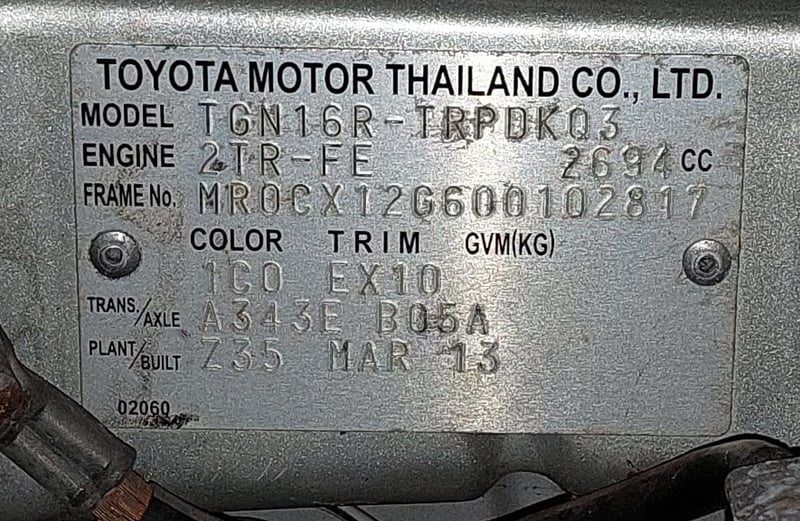 TOYOTA MOTOR THAILAND CO., LTD.
MODEL TGN16R-TRPDKQ3
ENGINE 2TR-FE 2694 CC
FRAME No. MR0CX12G600102817
COLOR TRIM GVM(KG)
1C0 EX10
TRANS./AXLE A343E B05A
PLANT/BUILT Z35 MAR 13
02060